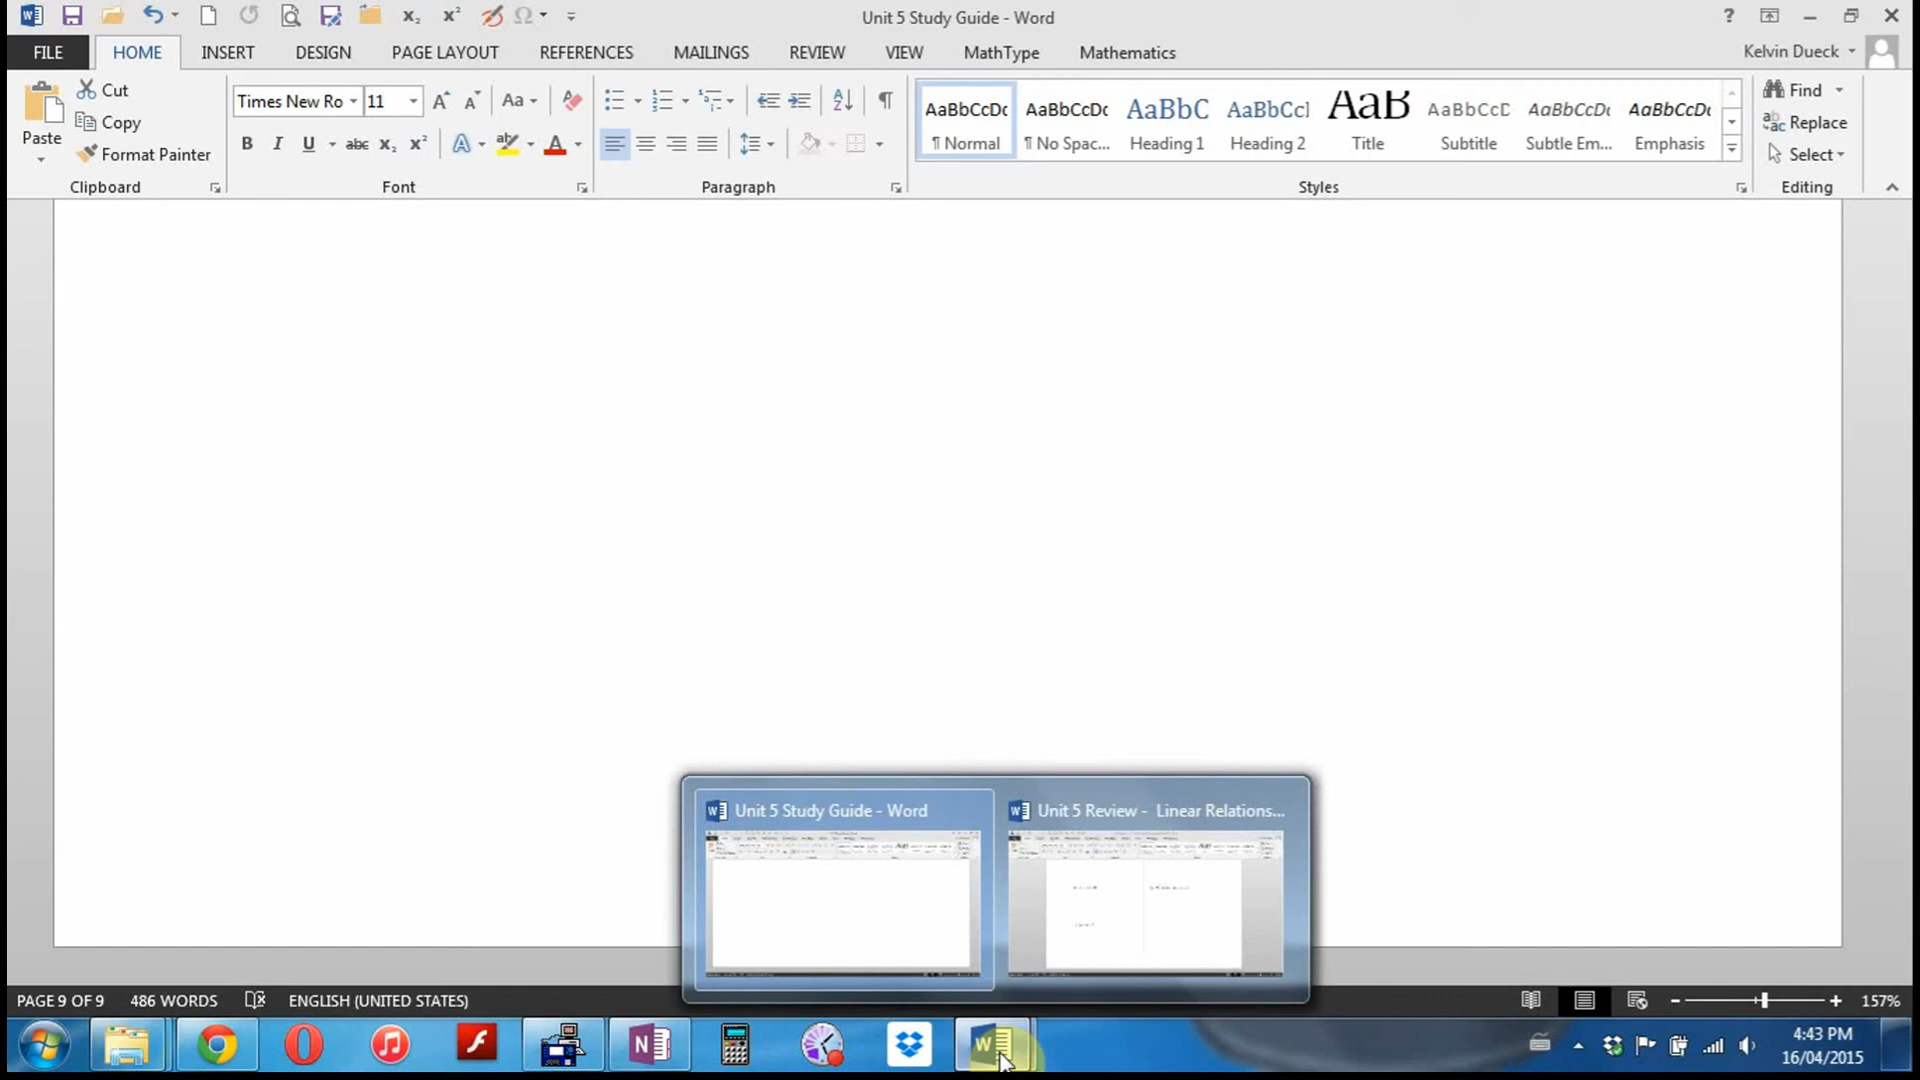 Unit 5 Study Guide - Word
FILE HOME INSERT DESIGN PAGE LAYOUT REFERENCES MAILINGS REVIEW VIEW MathType Mathematics Kelvin Dueck
Paste
Cut
Copy
Format Painter
Clipboard
Times New Ro 11
Font
Paragraph
AaBbCcDc AaBbCcDc AaBbC AaBbCcI AaB AaBbCcD AaBbCcDc AaBbCcDc
¶ Normal ¶ No Spac... Heading 1 Heading 2 Title Subtitle Subtle Em... Emphasis
Styles
Find
Replace
Select
Editing
Unit 5 Study Guide - Word
Unit 5 Review - Linear Relations...
PAGE 9 OF 9 486 WORDS ENGLISH (UNITED STATES) 157%
4:43 PM
16/04/2015